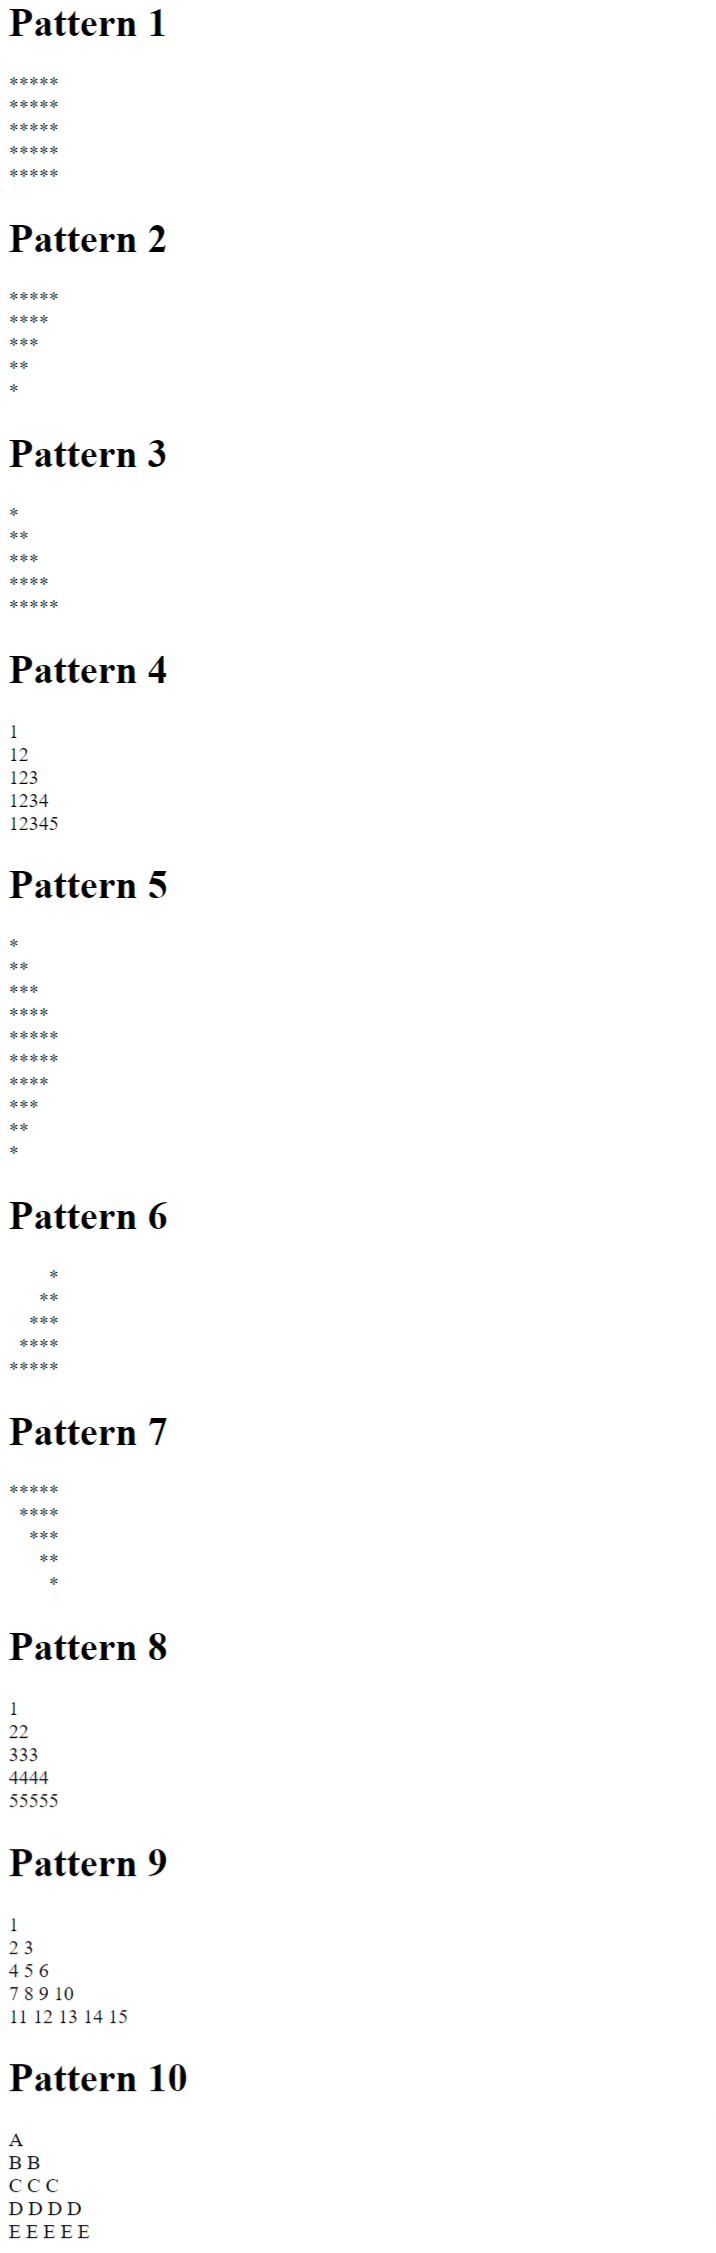 Pattern 1
*****
*****
*****
*****
*****
Pattern 2
*****
****
***
**
*
Pattern 3
*
**
***
****
*****
Pattern 4
1
12
123
1234
12345
Pattern 5
*
**
***
****
*****
*****
****
***
**
*
Pattern 6
    *
   **
  ***
 ****
*****
Pattern 7
*****
 ****
  ***
   **
    *
Pattern 8
1
22
333
4444
55555
Pattern 9
1
2 3
4 5 6
7 8 9 10
11 12 13 14 15
Pattern 10
A
B B
C C C
D D D D
E E E E E